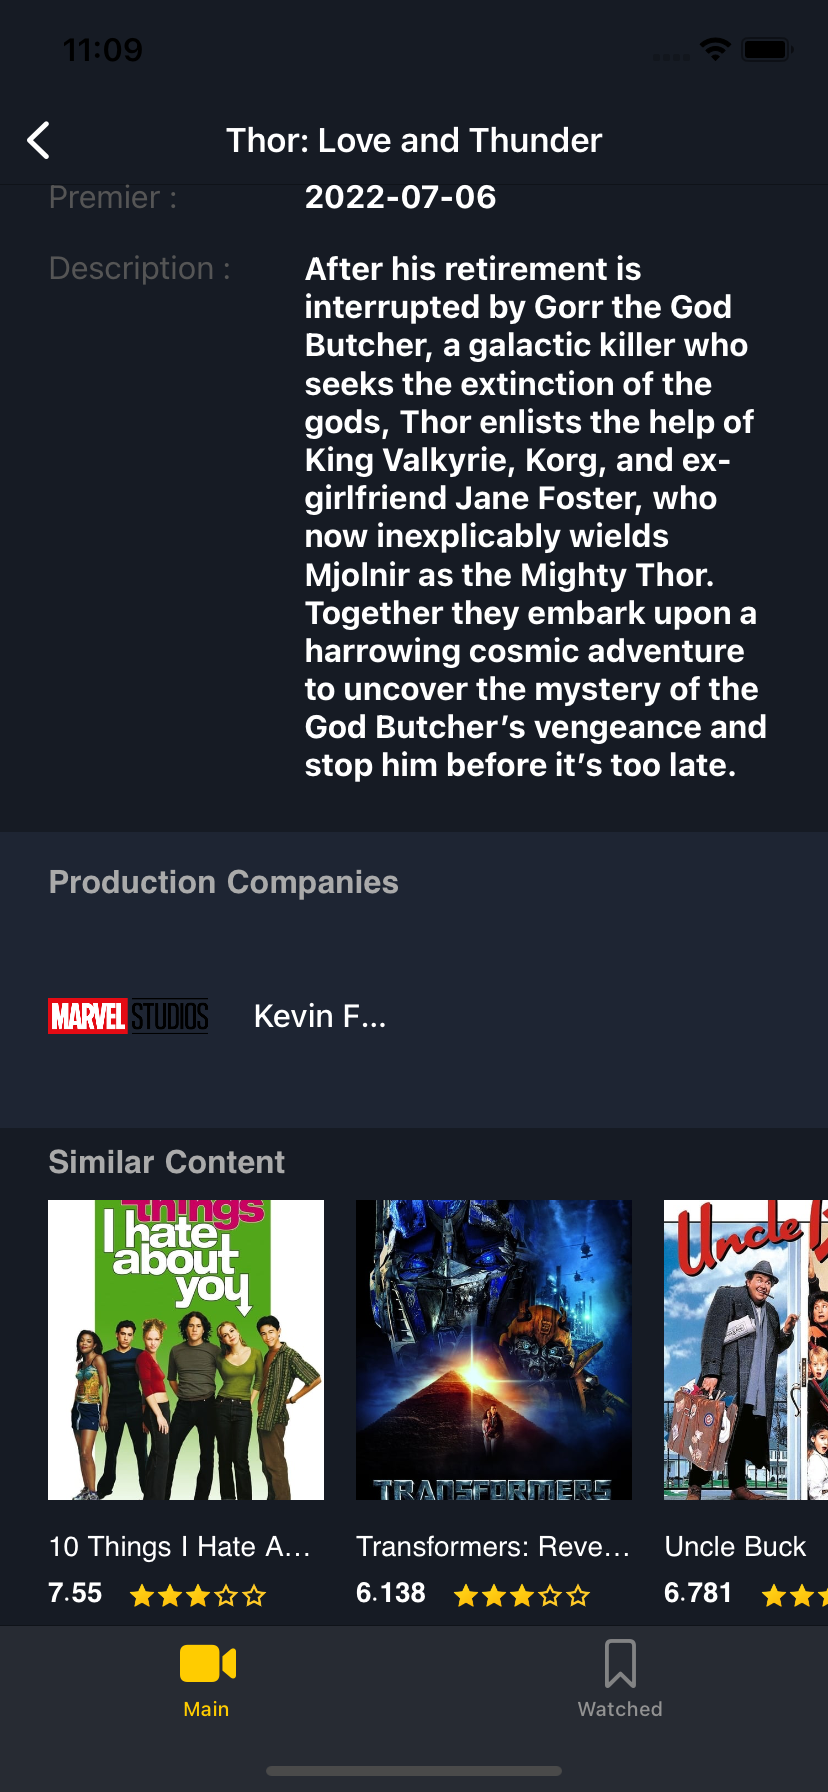 11:09
Thor: Love and Thunder
Premier :
2022-07-06
Description :
After his retirement is
interrupted by Gorr the God
Butcher, a galactic killer who
seeks the extinction of the
gods, Thor enlists the help of
King Valkyrie, Korg, and ex-
girlfriend Jane Foster, who
now inexplicably wields
Mjolnir as the Mighty Thor.
Together they embark upon a
harrowing cosmic adventure
to uncover the mystery of the
God Butcher’s vengeance and
stop him before it’s too late.
Production Companies
MARVEL STUDIOS
Kevin F...
Similar Content
things
I hate
about
you
TRANSFORMERS
Uncle B
10 Things I Hate A...
Transformers: Reve...
Uncle Buck
7.55
6.138
6.781
Main
Watched